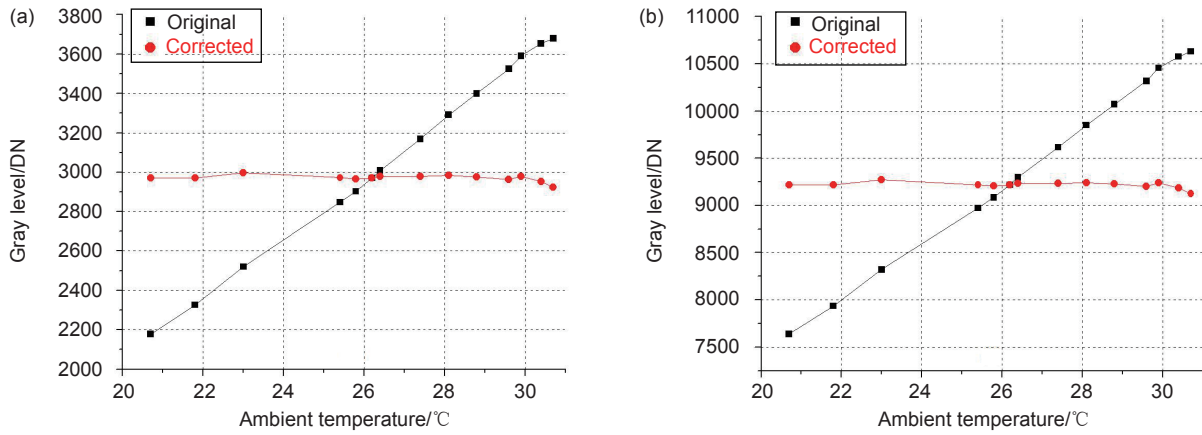 (a)
Original
Corrected
3800
3600
3400
3200
3000
2800
2600
2400
2200
2000
Gray level/DN
20 22 24 26 28 30
Ambient temperature/℃
(b)
Original
Corrected
11000
10500
10000
9500
9000
8500
8000
7500
Gray level/DN
20 22 24 26 28 30
Ambient temperature/℃